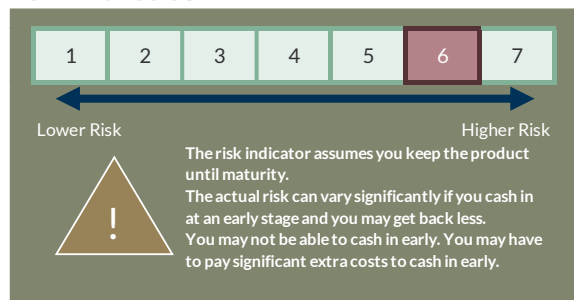 1 2 3 4 5 6 7
Lower Risk Higher Risk
The risk indicator assumes you keep the product
until maturity.
The actual risk can vary significantly if you cash in
at an early stage and you may get back less.
You may not be able to cash in early. You may have
to pay significant extra costs to cash in early.
!